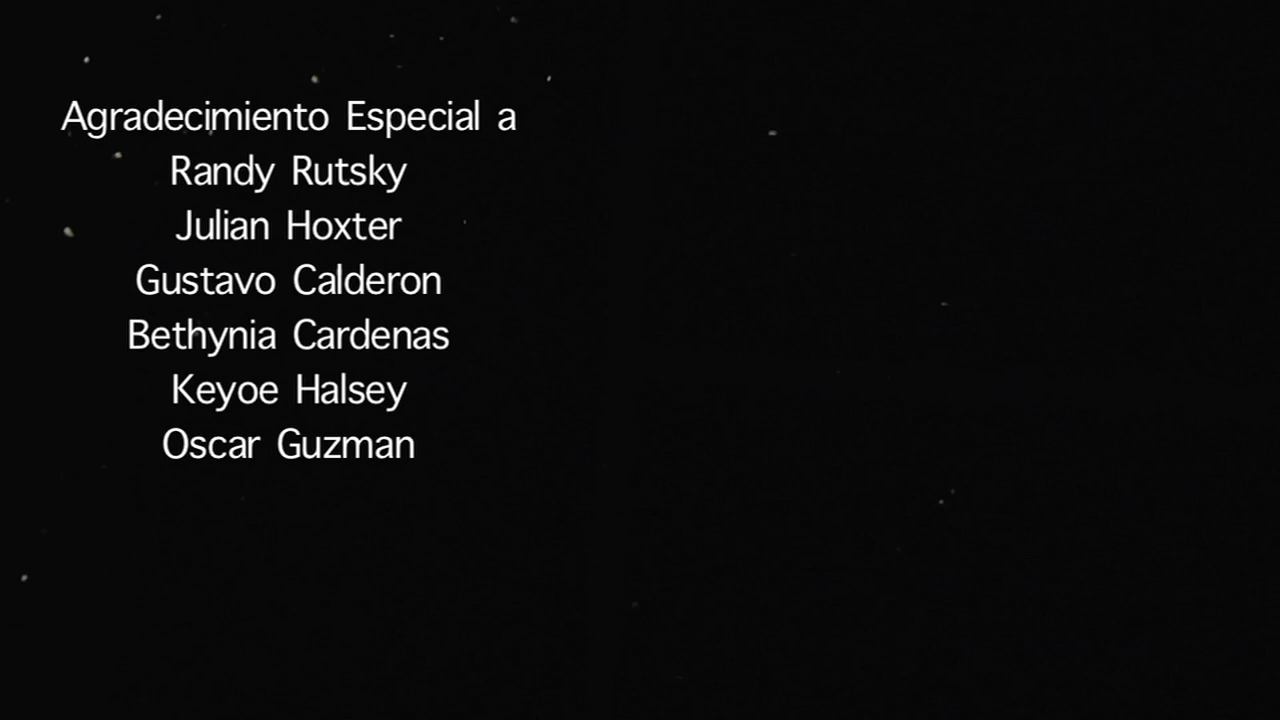 Agradecimiento Especial a
Randy Rutsky
Julian Hoxter
Gustavo Calderon
Bethynia Cardenas
Keyoe Halsey
Oscar Guzman